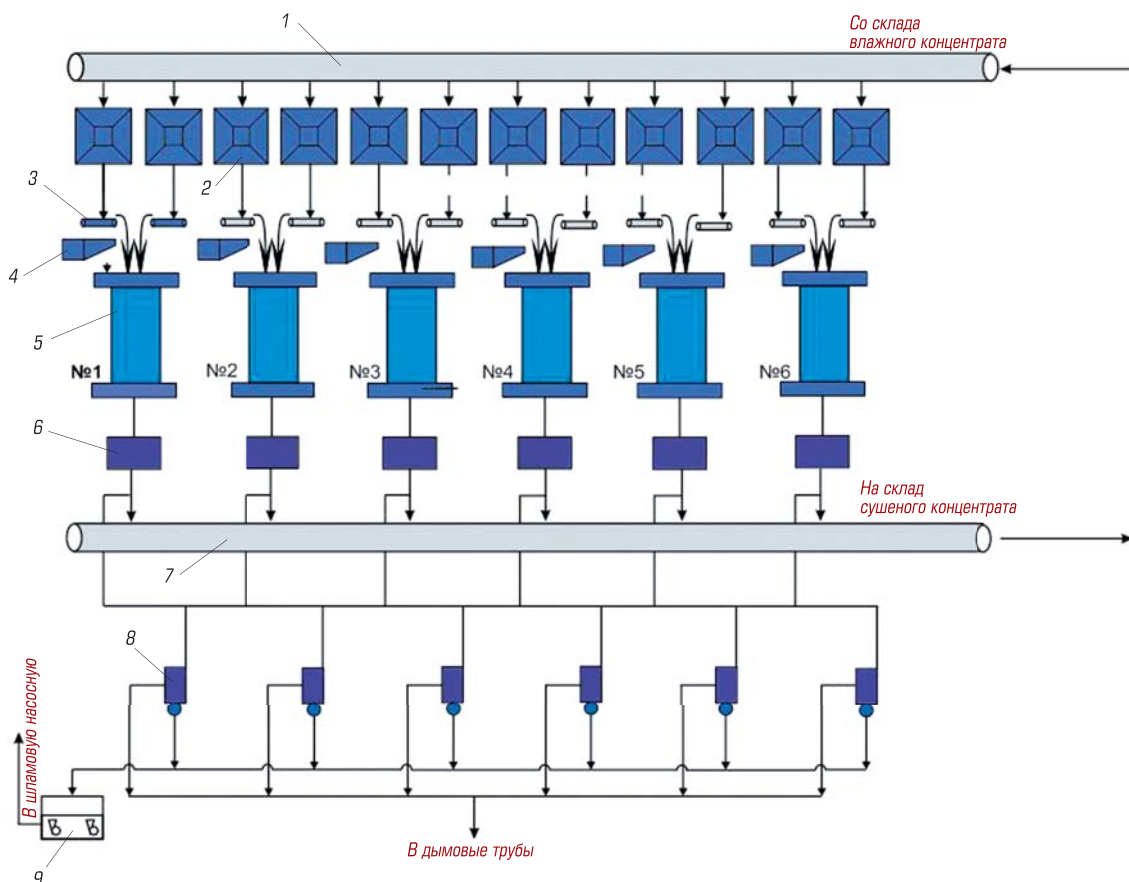 1
Со склада
влажного концентрата
2
3
4
5
№1
№2
№3
№4
№5
№6
6
На склад
сушеного концентрата
7
8
В шламовую насосную
В дымовые трубы
9